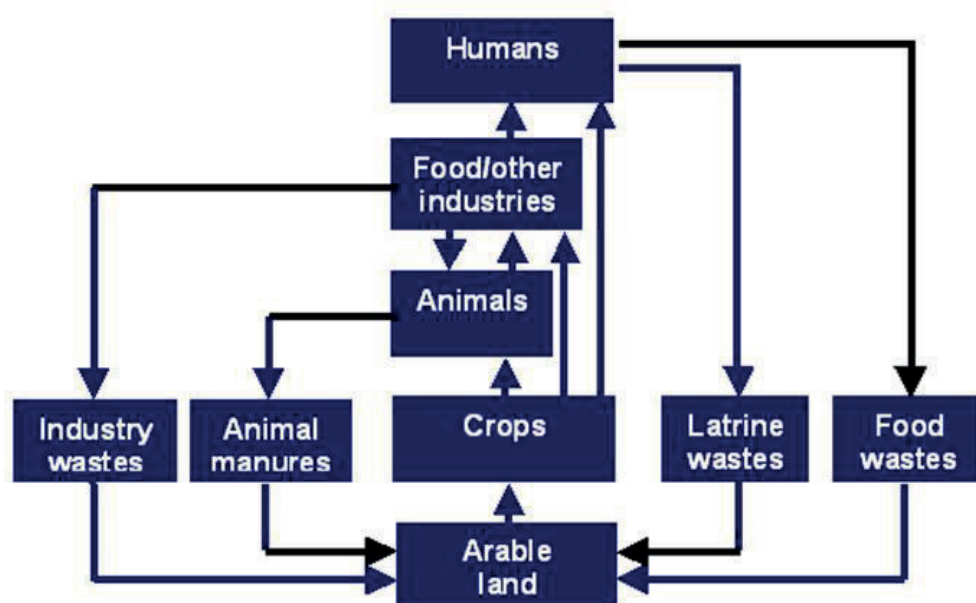 Humans
Food/other
industries
Animals
Industry
wastes
Animal
manures
Crops
Latrine
wastes
Food
wastes
Arable
land